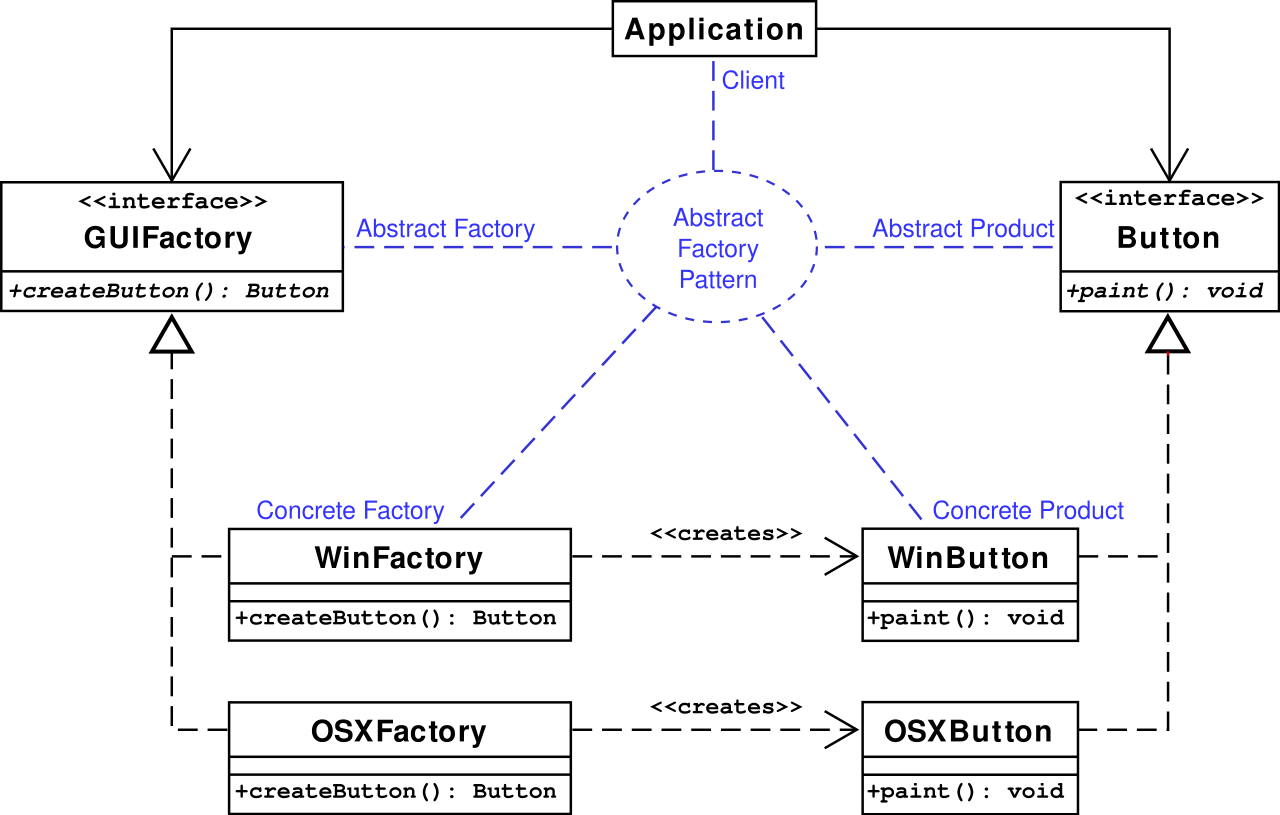 Application
Client
<<interface>>
GUIFactory
+createButton(): Button
Abstract Factory
Abstract
Factory
Pattern
Abstract Product
<<interface>>
Button
+paint(): void
Concrete Factory
WinFactory
+createButton(): Button
<<creates>>
Concrete Product
WinButton
+paint(): void
OSXFactory
+createButton(): Button
<<creates>>
OSXButton
+paint(): void